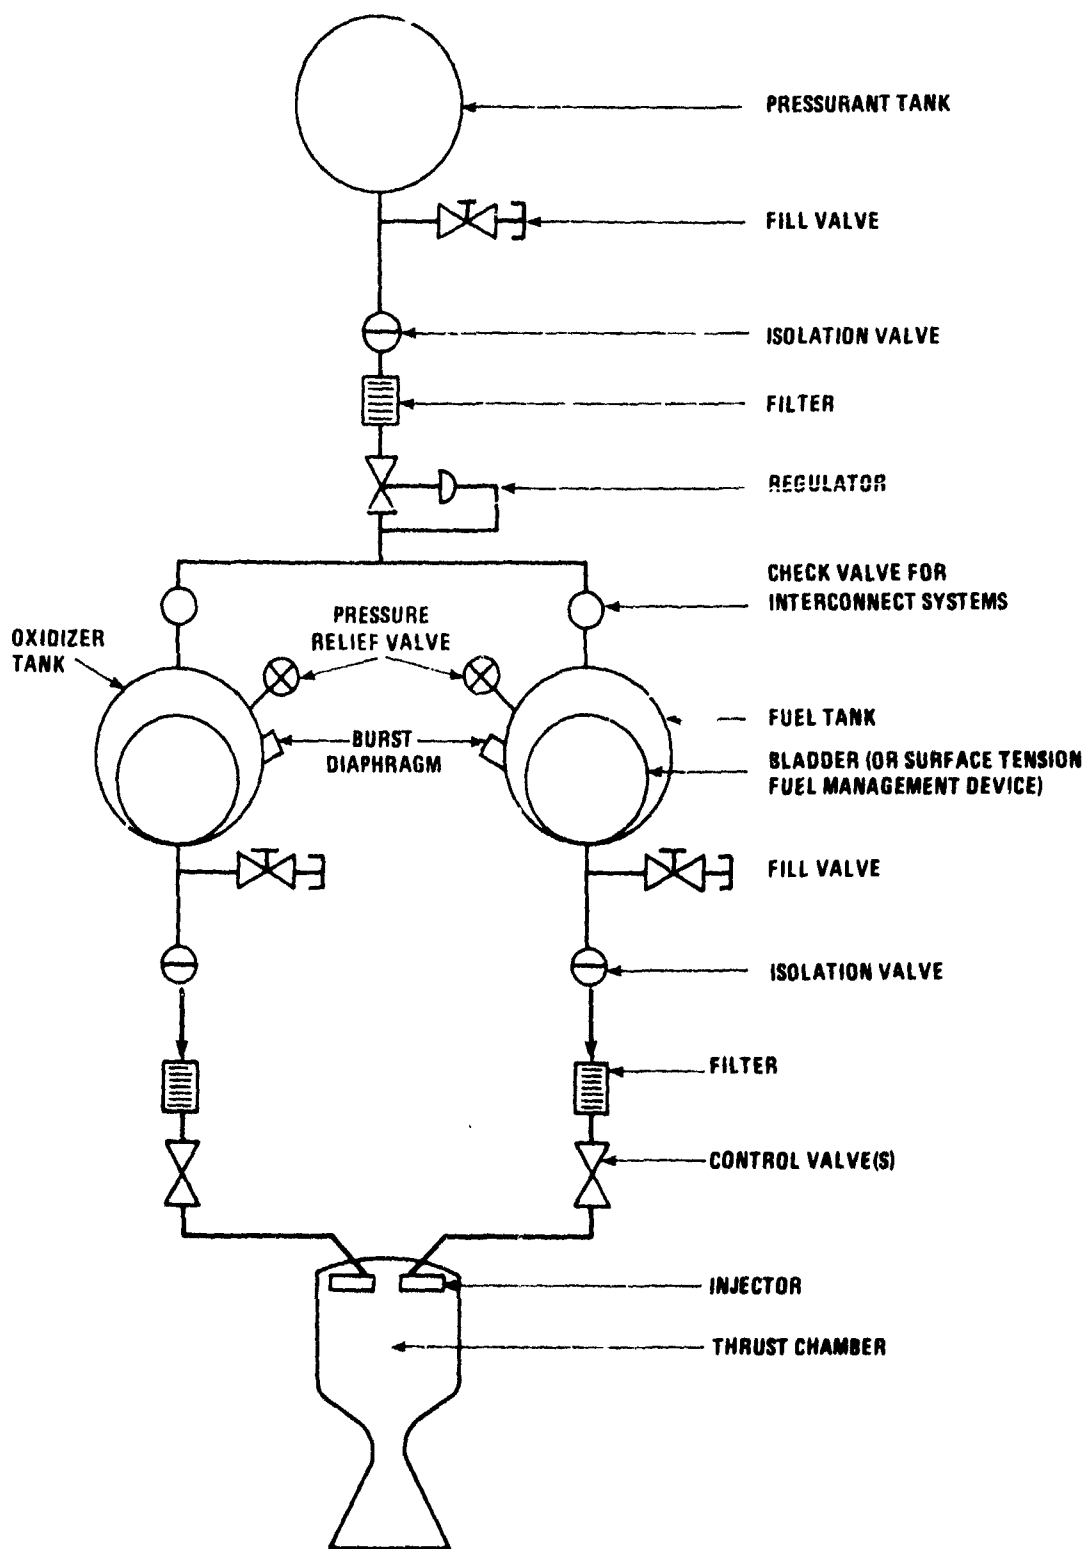 PRESSURANT TANK
FILL VALVE
ISOLATION VALVE
FILTER
REGULATOR
CHECK VALVE FOR
INTERCONNECT SYSTEMS
PRESSURE
RELIEF VALVE
OXIDIZER
TANK
FUEL TANK
BURST
DIAPHRAGM
BLADDER (OR SURFACE TENSION
FUEL MANAGEMENT DEVICE)
FILL VALVE
ISOLATION VALVE
FILTER
CONTROL VALVE(S)
INJECTOR
THRUST CHAMBER